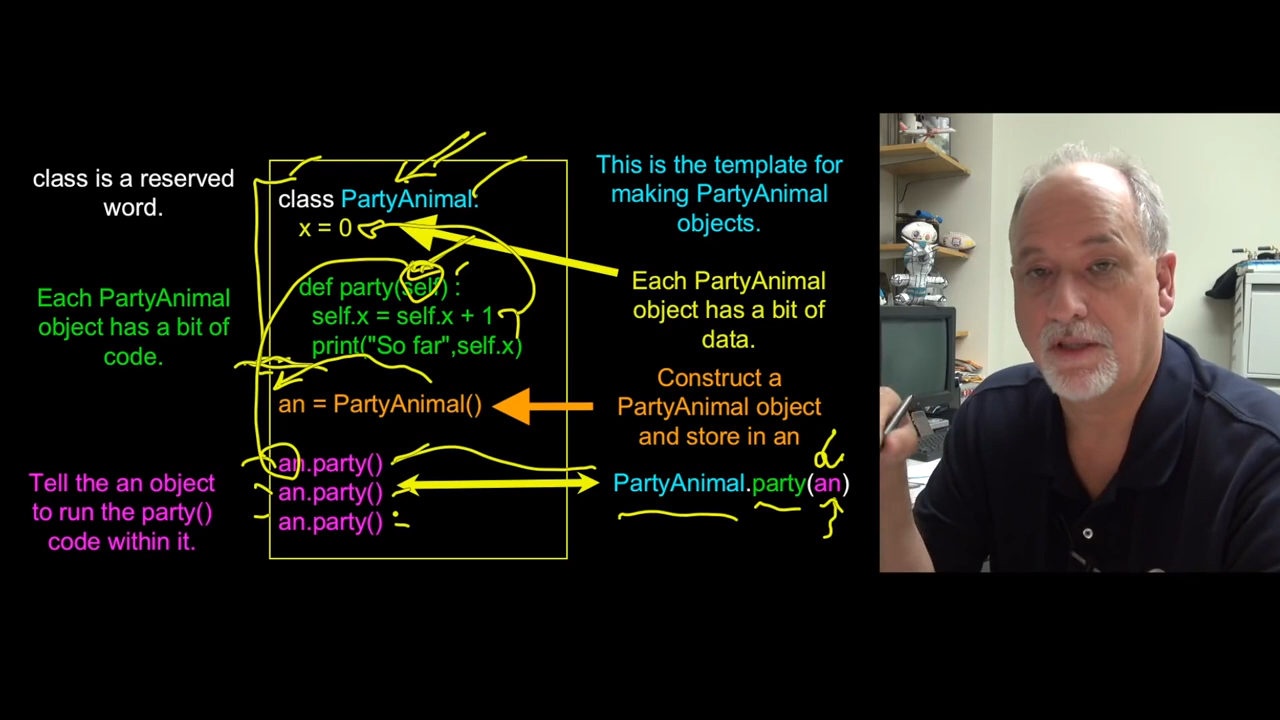 class is a reserved
word.
Each PartyAnimal
object has a bit of
code.
Tell the an object
to run the party()
code within it.
class PartyAnimal:
x = 0
def party(self) :
self.x = self.x + 1
print("So far",self.x)
an = PartyAnimal()
an.party()
an.party()
an.party()
This is the template for
making PartyAnimal
objects.
Each PartyAnimal
object has a bit of
data.
Construct a
PartyAnimal object
and store in an
PartyAnimal.party(an)